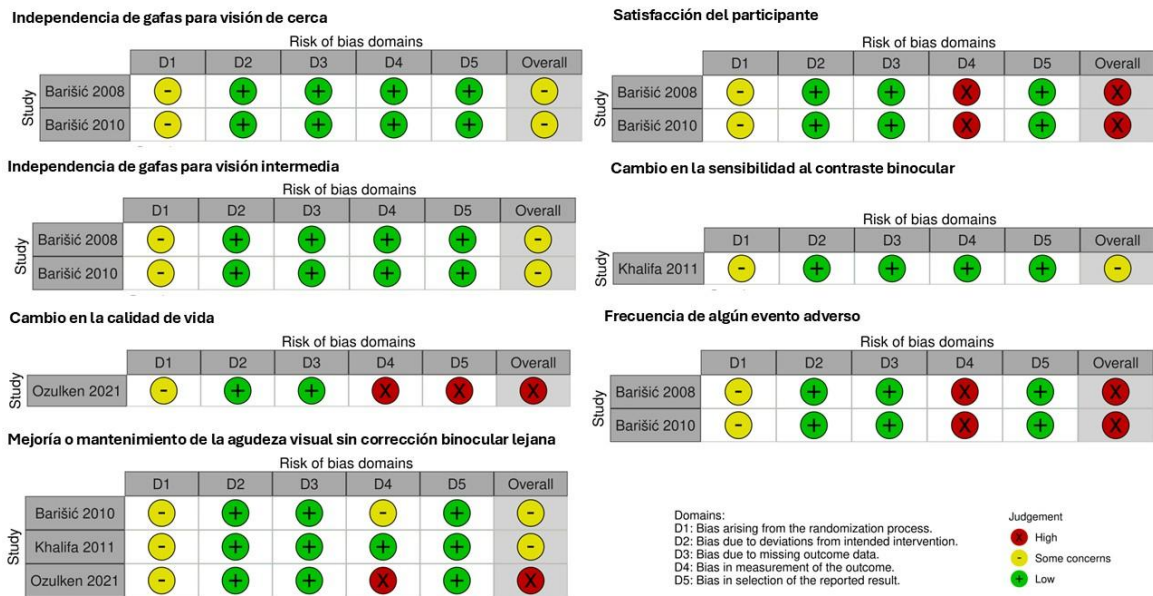 Independencia de gafas para visión de cerca
Risk of bias domains
D1 D2 D3 D4 D5 Overall
Study
Barišić 2008 - + + + + -
Barišić 2010 - + + + + -
Independencia de gafas para visión intermedia
Risk of bias domains
D1 D2 D3 D4 D5 Overall
Study
Barišić 2008 - + + + + -
Barišić 2010 - + + + + -
Cambio en la calidad de vida
Risk of bias domains
D1 D2 D3 D4 D5 Overall
Study
Ozulken 2021 - + + X X X
Mejoría o mantenimiento de la agudeza visual sin corrección binocular lejana
Risk of bias domains
D1 D2 D3 D4 D5 Overall
Study
Barišić 2010 - + + - + -
Khalifa 2011 - + + + + -
Ozulken 2021 - + + X + X
Satisfacción del participante
Risk of bias domains
D1 D2 D3 D4 D5 Overall
Study
Barišić 2008 - + + X + X
Barišić 2010 - + + X + X
Cambio en la sensibilidad al contraste binocular
Risk of bias domains
D1 D2 D3 D4 D5 Overall
Study
Khalifa 2011 - + + + + -
Frecuencia de algún evento adverso
Risk of bias domains
D1 D2 D3 D4 D5 Overall
Study
Barišić 2008 - + + X + X
Barišić 2010 - + + X + X
Domains:
D1: Bias arising from the randomization process.
D2: Bias due to deviations from intended intervention.
D3: Bias due to missing outcome data.
D4: Bias in measurement of the outcome.
D5: Bias in selection of the reported result.
Judgement
X High
- Some concerns
+ Low